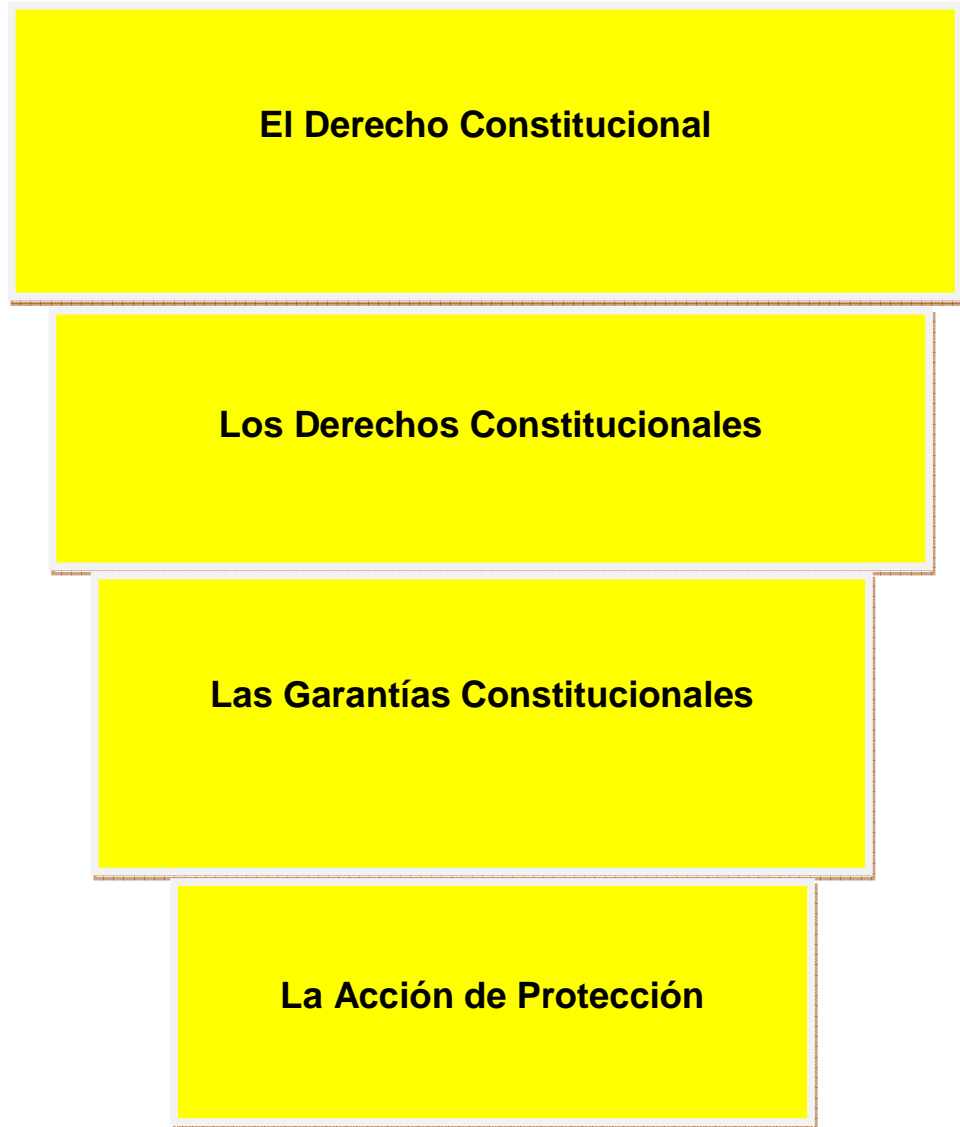 El Derecho Constitucional
Los Derechos Constitucionales
Las Garantías Constitucionales
La Acción de Protección